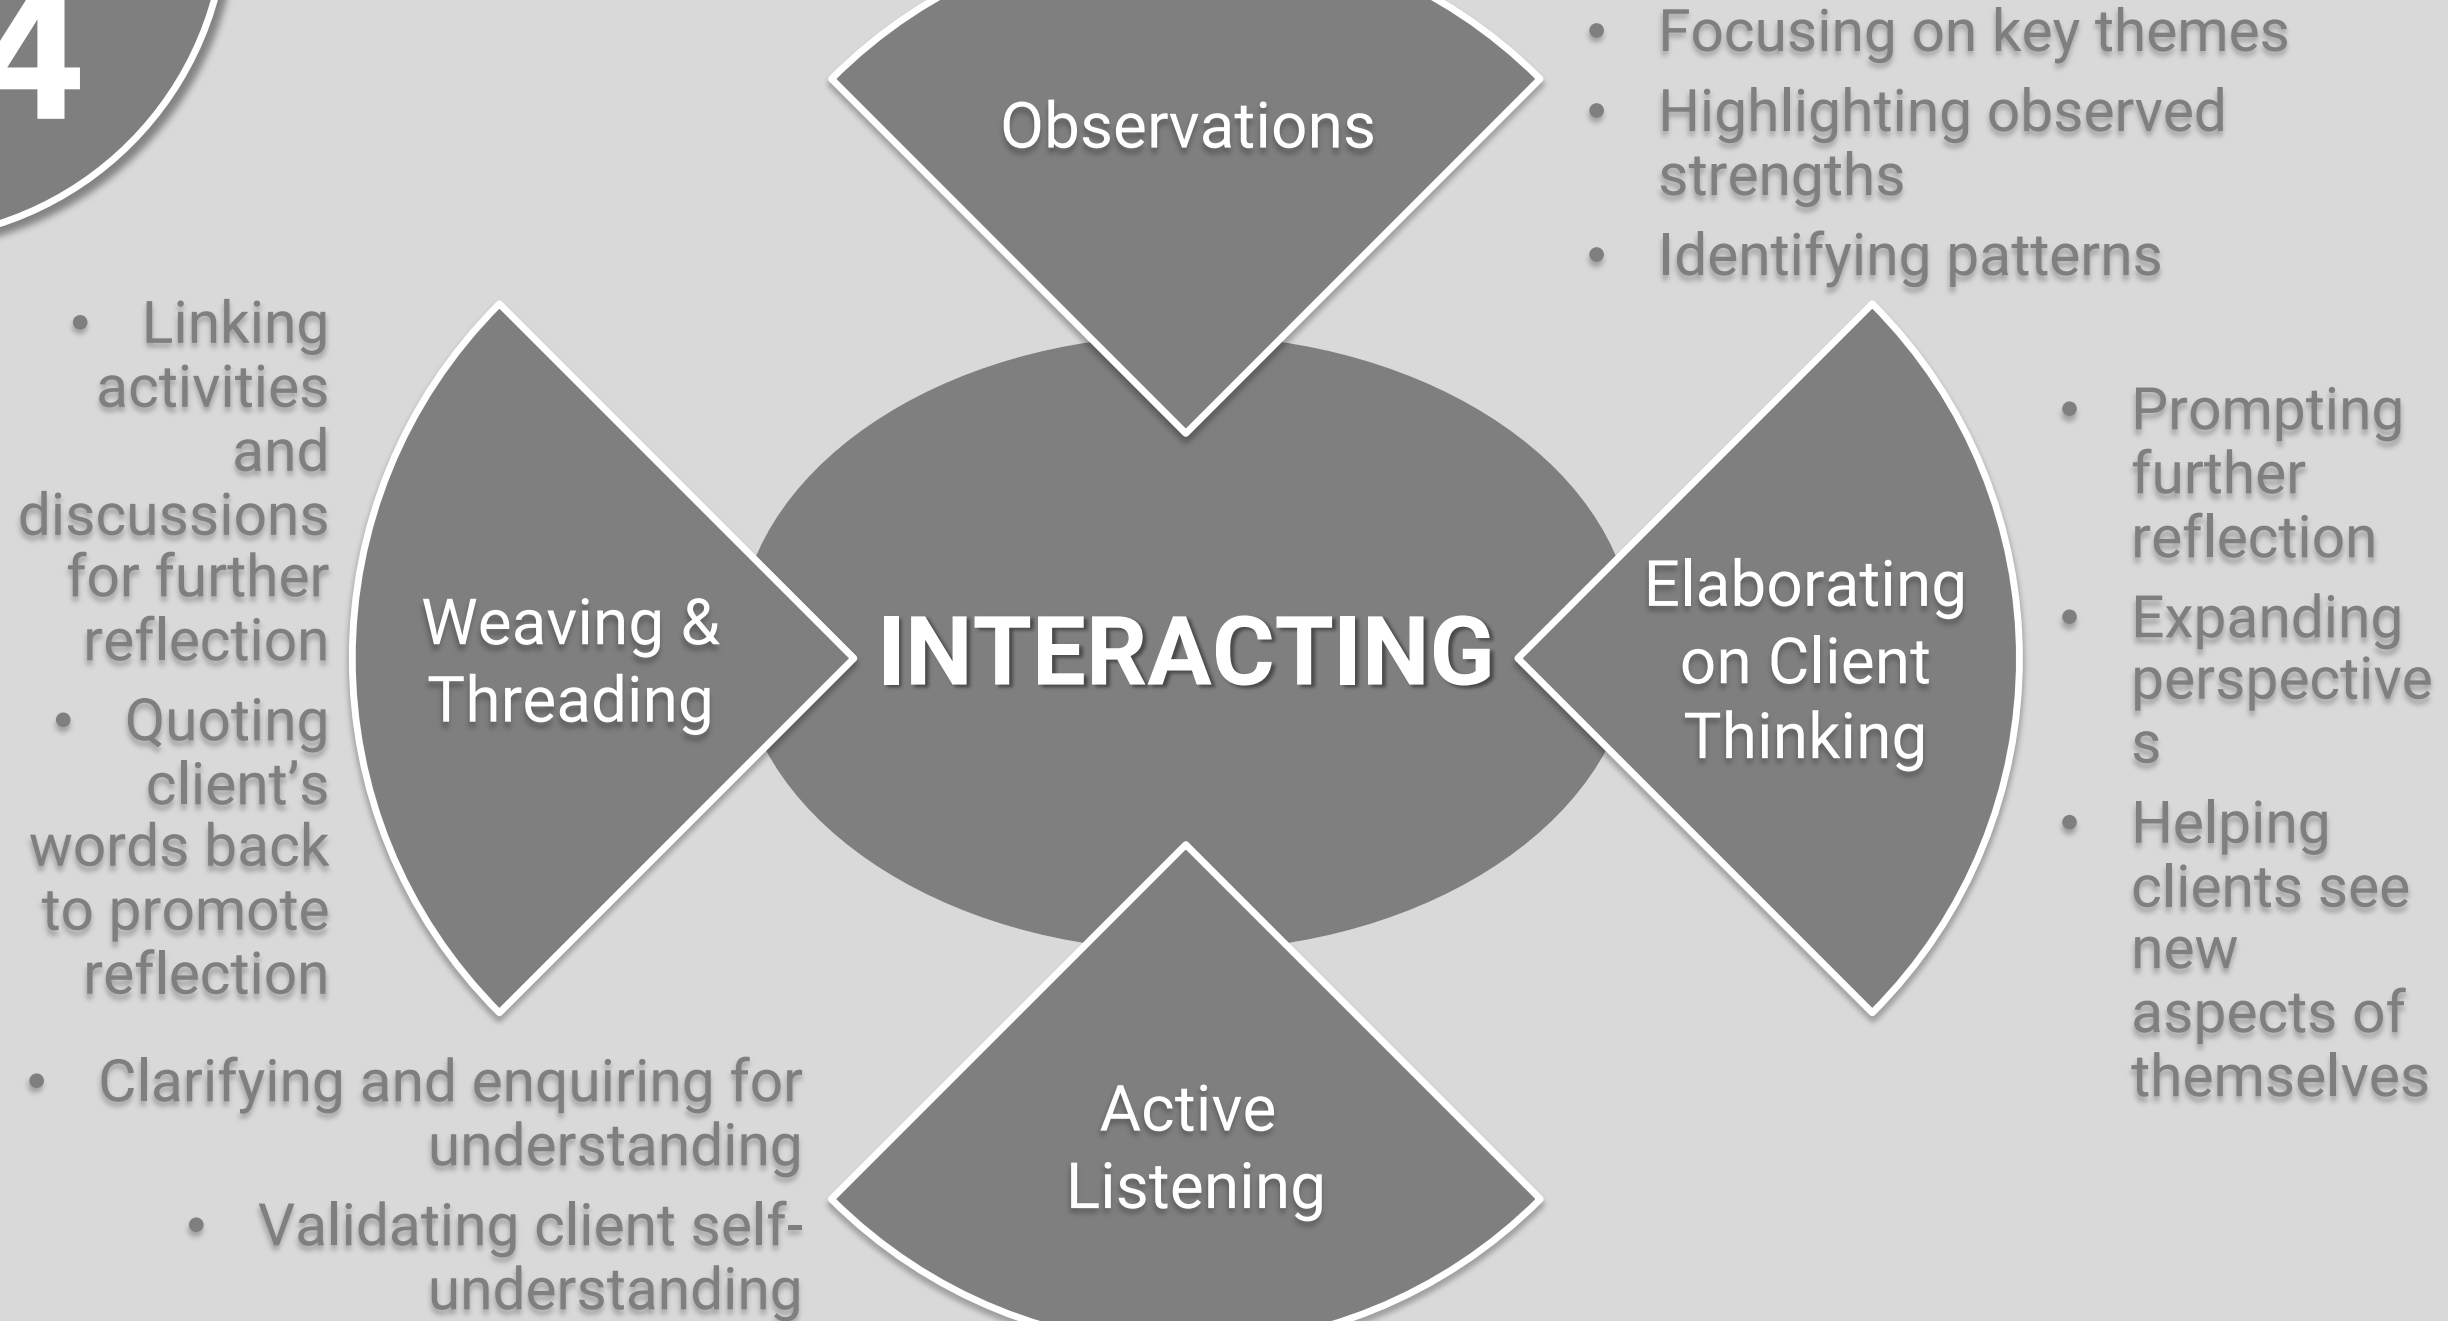 4
Observations
• Focusing on key themes
• Highlighting observed
strengths
• Identifying patterns
• Linking
activities
and
discussions
for further
reflection
• Quoting
client’s
words back
to promote
reflection
Weaving &
Threading
INTERACTING
Elaborating
on Client
Thinking
• Prompting
further
reflection
• Expanding
perspective
s
• Helping
clients see
new
aspects of
themselves
• Clarifying and enquiring for
understanding
• Validating client self-
understanding
Active
Listening